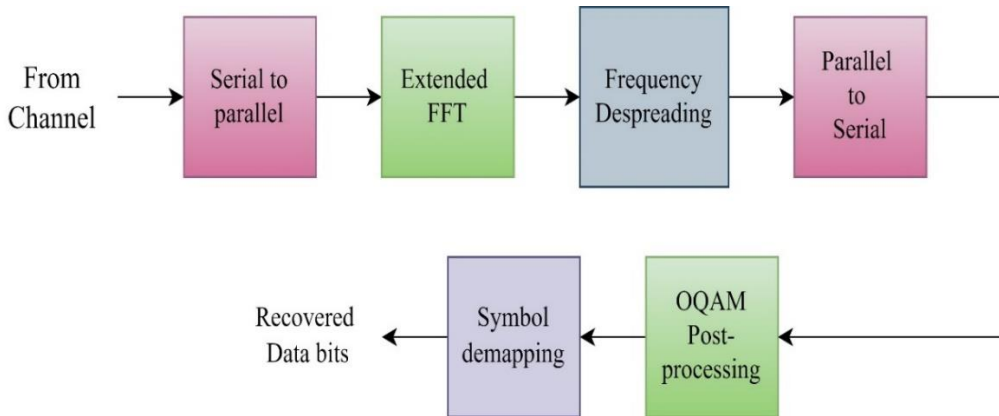 From
Channel
Serial to
parallel
Extended
FFT
Frequency
Despreading
Parallel
to
Serial
OQAM
Post-
processing
Symbol
demapping
Recovered
Data bits